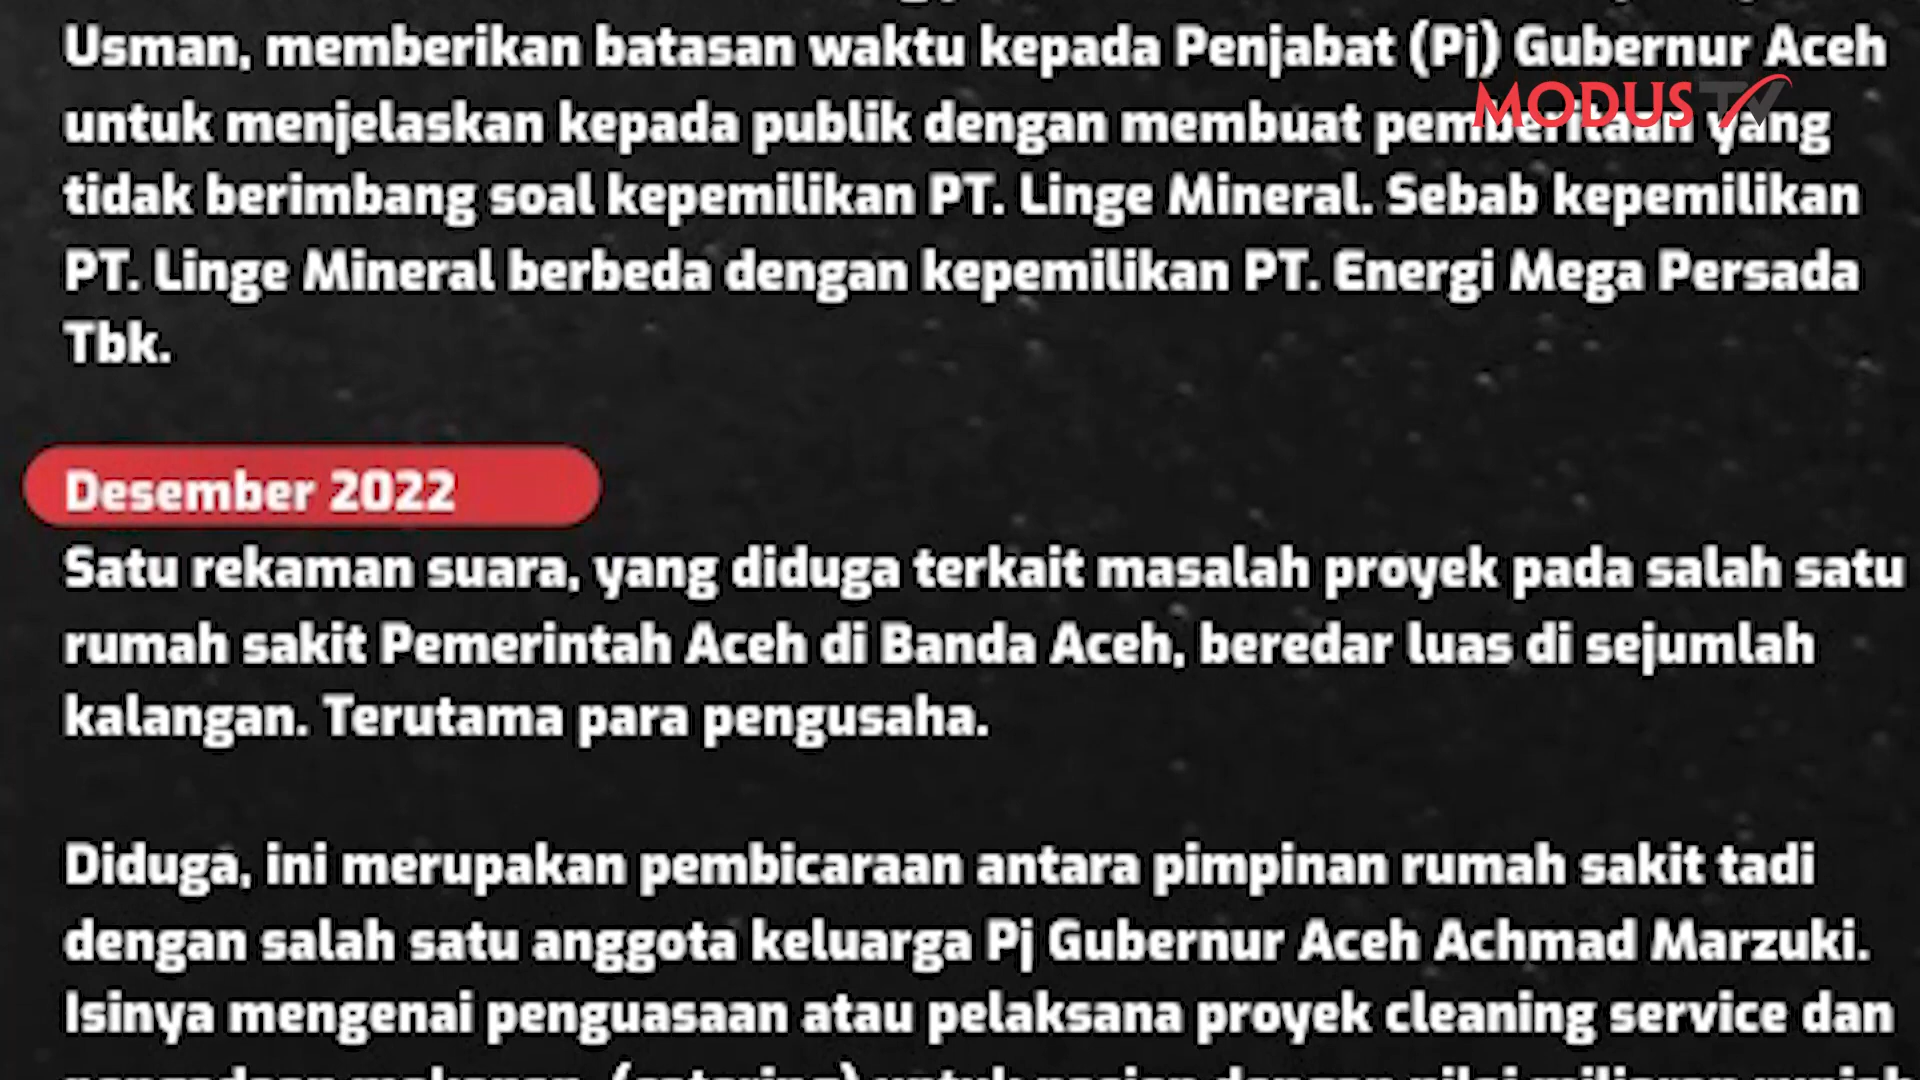 Usman, memberikan batasan waktu kepada Penjabat (Pj) Gubernur Aceh
MODUS TV
untuk menjelaskan kepada publik dengan membuat pemberitaan yang
tidak berimbang soal kepemilikan PT. Linge Mineral. Sebab kepemilikan
PT. Linge Mineral berbeda dengan kepemilikan PT. Energi Mega Persada
Tbk.
Desember 2022
Satu rekaman suara, yang diduga terkait masalah proyek pada salah satu
rumah sakit Pemerintah Aceh di Banda Aceh, beredar luas di sejumlah
kalangan. Terutama para pengusaha.
Diduga, ini merupakan pembicaraan antara pimpinan rumah sakit tadi
dengan salah satu anggota keluarga Pj Gubernur Aceh Achmad Marzuki.
Isinya mengenai penguasaan atau pelaksana proyek cleaning service dan